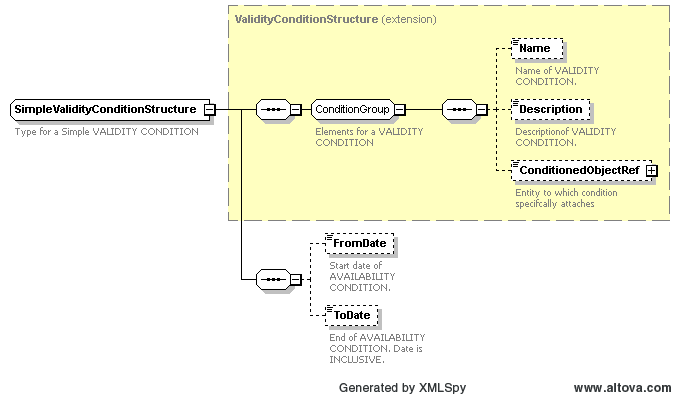 ValidityConditionStructure (extension)
Name
Name of VALIDITY
CONDITION.
SimpleValidityConditionStructure
Type for a Simple VALIDITY CONDITION
ConditionGroup
Elements for a VALIDITY
CONDITION
Description
Descriptionof VALIDITY
CONDITION.
ConditionedObjectRef
Entity to which condition
specifcally attaches
FromDate
Start date of
AVAILABILITY
CONDITION.
ToDate
End of AVAILABILITY
CONDITION. Date is
INCLUSIVE.
Generated by XMLSpy
www.altova.com